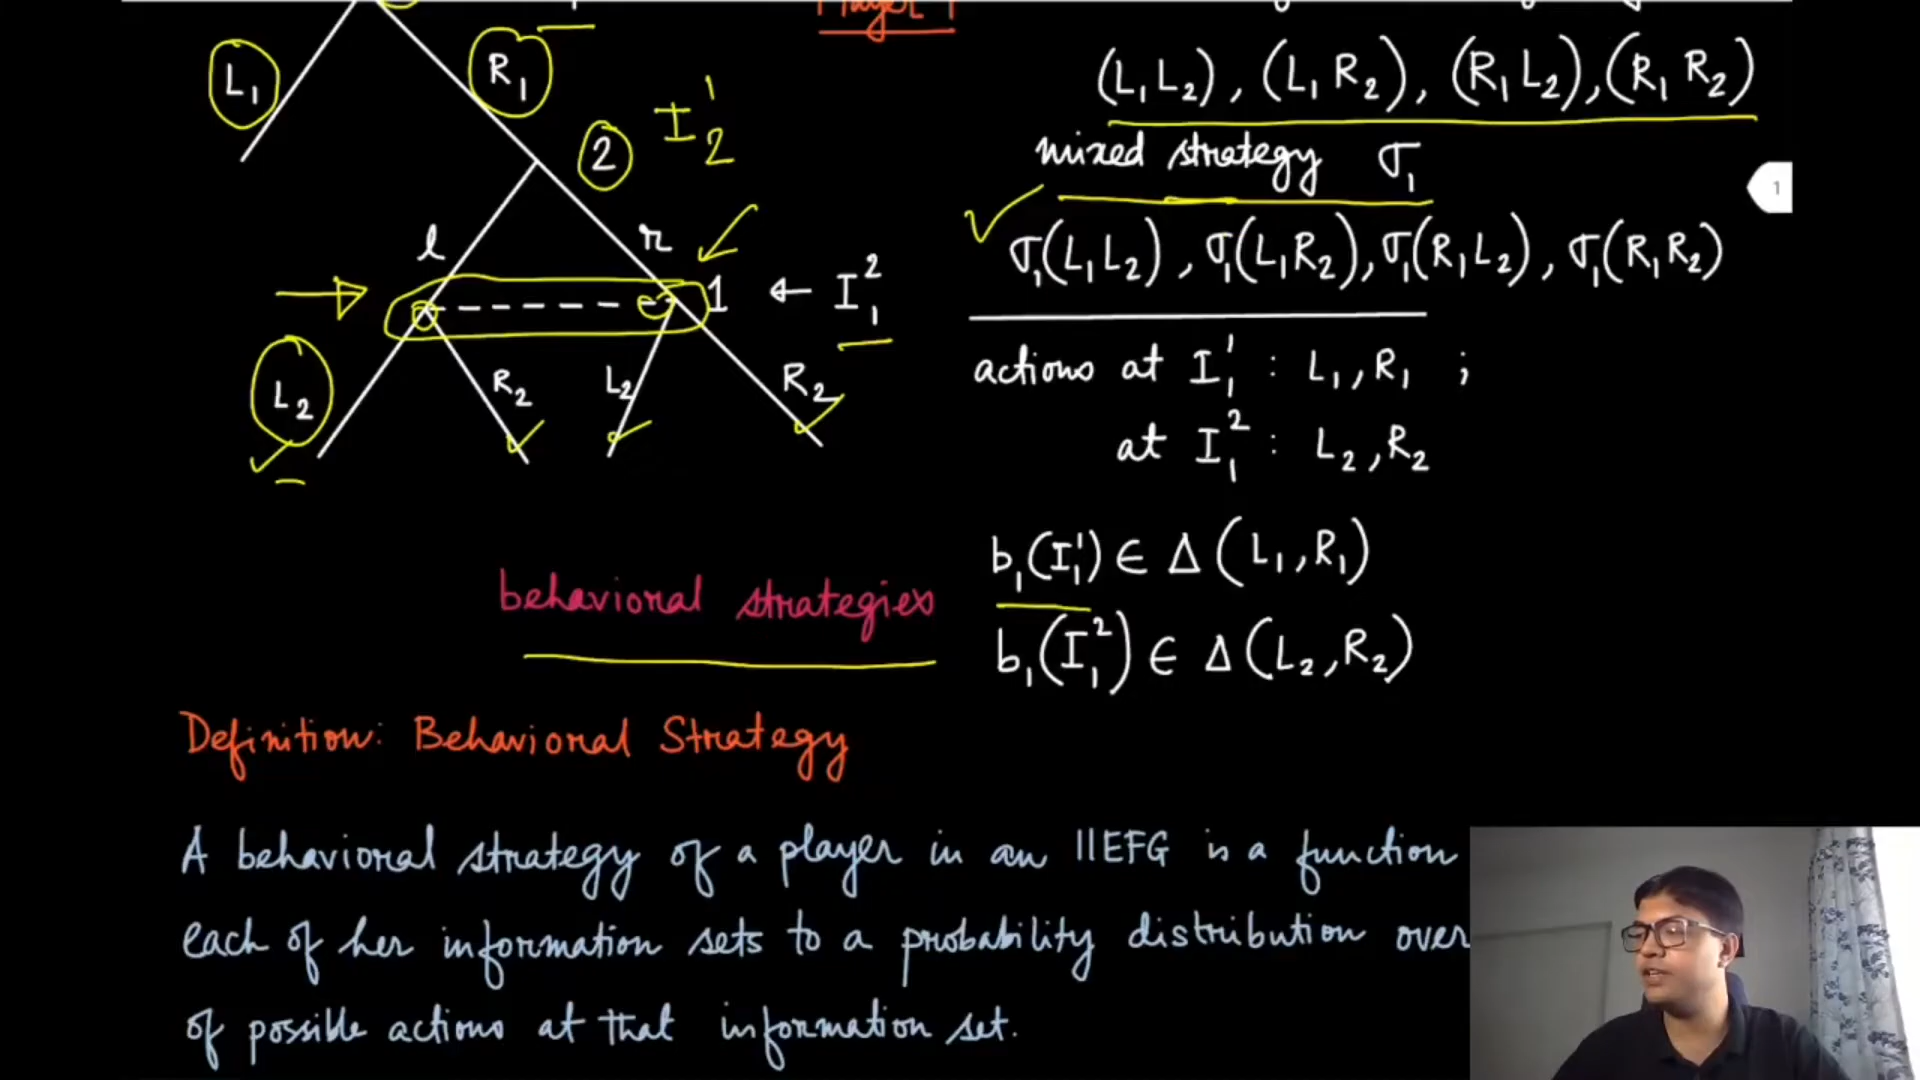 Player 1
(L₁L₂), (L₁R₂), (R₁L₂), (R₁R₂)
mixed strategy σ₁
σ₁(L₁L₂), σ₁(L₁R₂), σ₁(R₁L₂), σ₁(R₁R₂)
L₁
R₁
2
I₂¹
l
r
1 ← I₁²
L₂
R₂
L₂
R₂
actions at I₁¹ : L₁, R₁ ;
at I₁² : L₂, R₂
behavioral strategies
b₁(I₁¹) ∈ Δ(L₁, R₁)
b₁(I₁²) ∈ Δ(L₂, R₂)
Definition: Behavioral Strategy
A behavioral strategy of a player in an IIEFG is a function
each of her information sets to a probability distribution over
of possible actions at that information set.
1